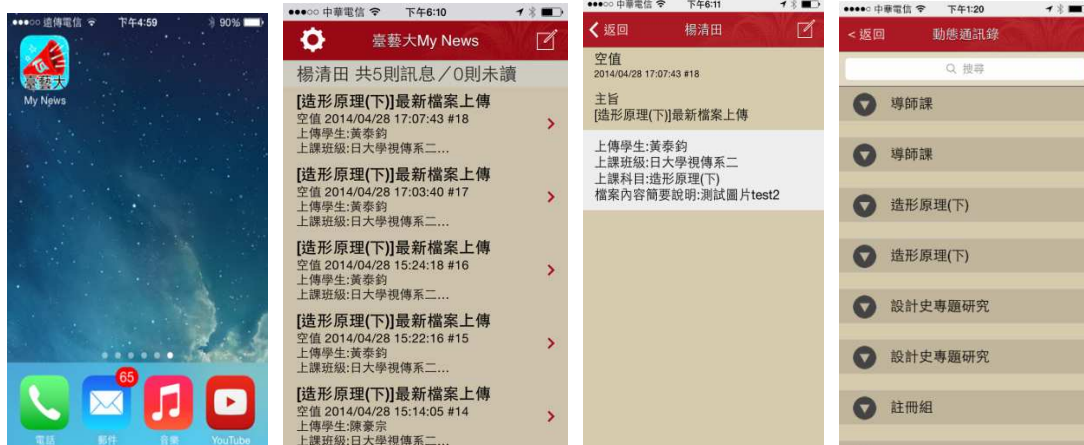 ●●●○○ 遠傳電信 下午4:59 90%
臺藝大
My News
65
電話 郵件 音樂 YouTube
●●●○○ 中華電信 下午6:10
臺藝大My News
楊清田 共5則訊息／0則未讀
[造形原理(下)]最新檔案上傳
空值 2014/04/28 17:07:43 #18
上傳學生:黃泰鈞
上課班級:日大學視傳系二...
[造形原理(下)]最新檔案上傳
空值 2014/04/28 17:03:40 #17
上傳學生:黃泰鈞
上課班級:日大學視傳系二...
[造形原理(下)]最新檔案上傳
空值 2014/04/28 15:24:18 #16
上傳學生:黃泰鈞
上課班級:日大學視傳系二...
[造形原理(下)]最新檔案上傳
空值 2014/04/28 15:22:16 #15
上傳學生:黃泰鈞
上課班級:日大學視傳系二...
[造形原理(下)]最新檔案上傳
空值 2014/04/28 15:14:05 #14
上傳學生:陳豪宗
上課班級:日大學視傳系二...
●●●○○ 中華電信 下午6:11
返回 楊清田
空值
2014/04/28 17:07:43 #18
主旨
[造形原理(下)]最新檔案上傳
上傳學生:黃泰鈞
上課班級:日大學視傳系二
上課科目:造形原理(下)
檔案內容簡要說明:測試圖片test2
●●●●○ 中華電信 下午1:20
<返回 動態通訊錄
搜尋
導師課
導師課
造形原理(下)
造形原理(下)
設計史專題研究
設計史專題研究
註冊組